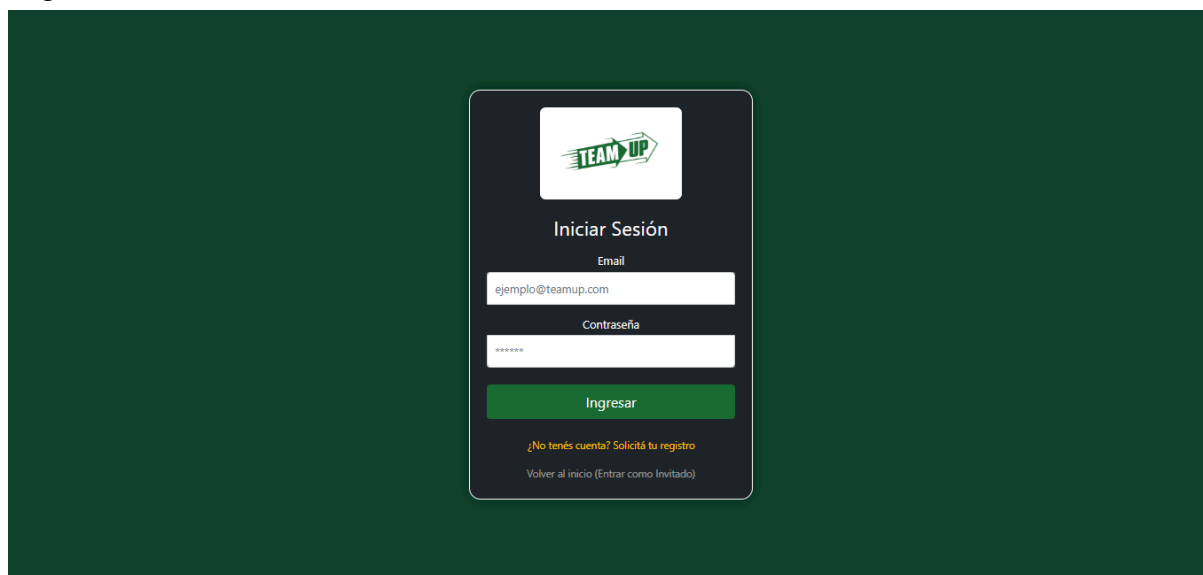 TEAM UP
Iniciar Sesión
Email
ejemplo@teamup.com
Contraseña
******
Ingresar
¿No tenés cuenta? Solicitá tu registro
Volver al inicio (Entrar como Invitado)